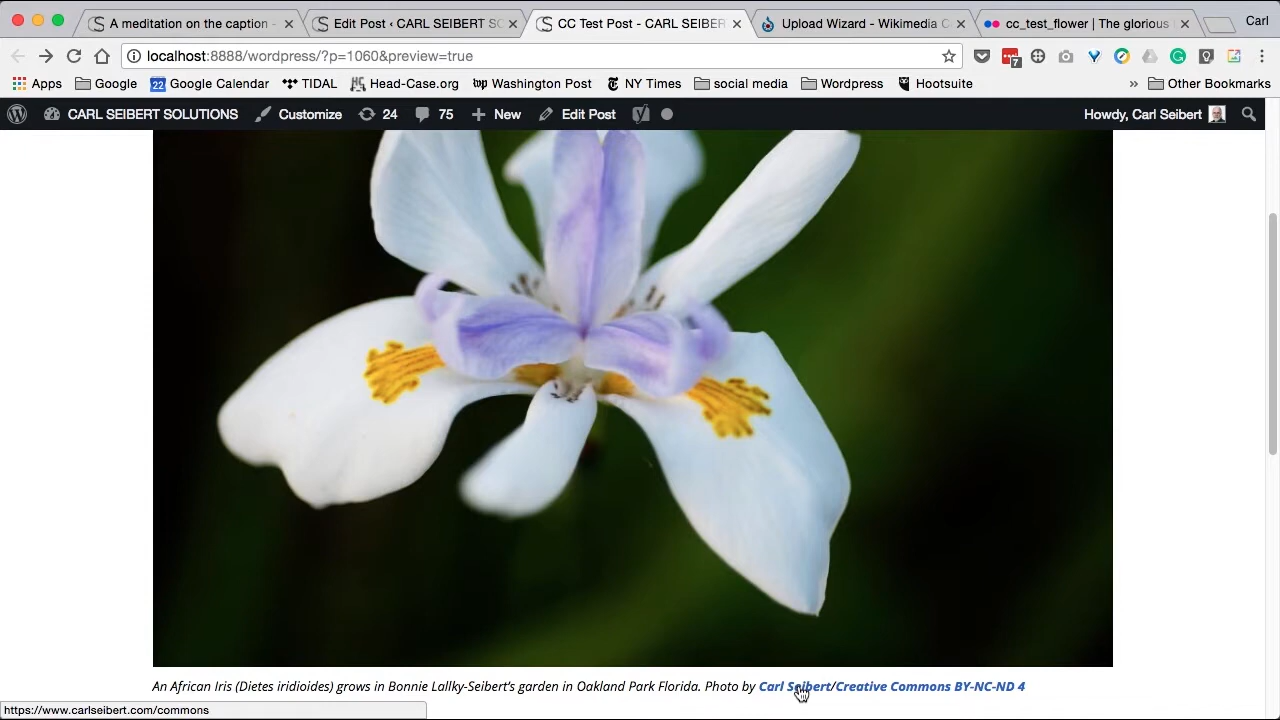 A meditation on the caption -
Edit Post ‹ CARL SEIBERT SO
CC Test Post - CARL SEIBER
Upload Wizard - Wikimedia C
cc_test_flower | The glorious
Carl
localhost:8888/wordpress/?p=1060&preview=true
7
Apps
Google
22 Google Calendar
TIDAL
Head-Case.org
wp Washington Post
NY Times
social media
Wordpress
Hootsuite
» Other Bookmarks
CARL SEIBERT SOLUTIONS
Customize
24
75
+ New
Edit Post
Howdy, Carl Seibert
An African Iris (Dietes iridioides) grows in Bonnie Lallky-Seibert's garden in Oakland Park Florida. Photo by Carl Seibert/Creative Commons BY-NC-ND 4
https://www.carlseibert.com/commons